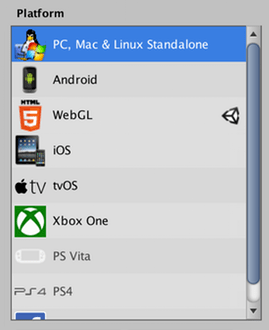 Platform
PC, Mac & Linux Standalone
Android
HTML
5
WebGL
iOS
tv
tvOS
Xbox One
PS Vita
PS4
PS4